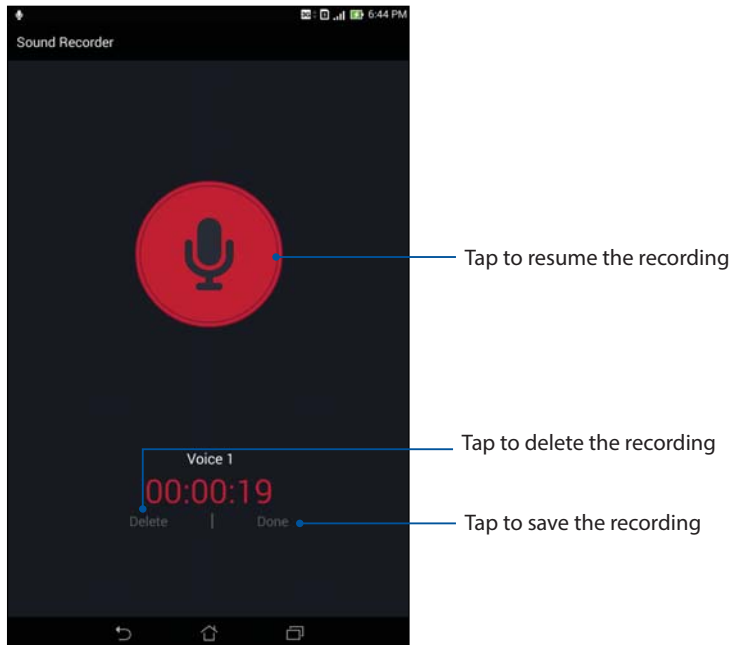 6:44 PM
Sound Recorder
Tap to resume the recording
Tap to delete the recording
Voice 1
00:00:19
Delete | Done
Tap to save the recording